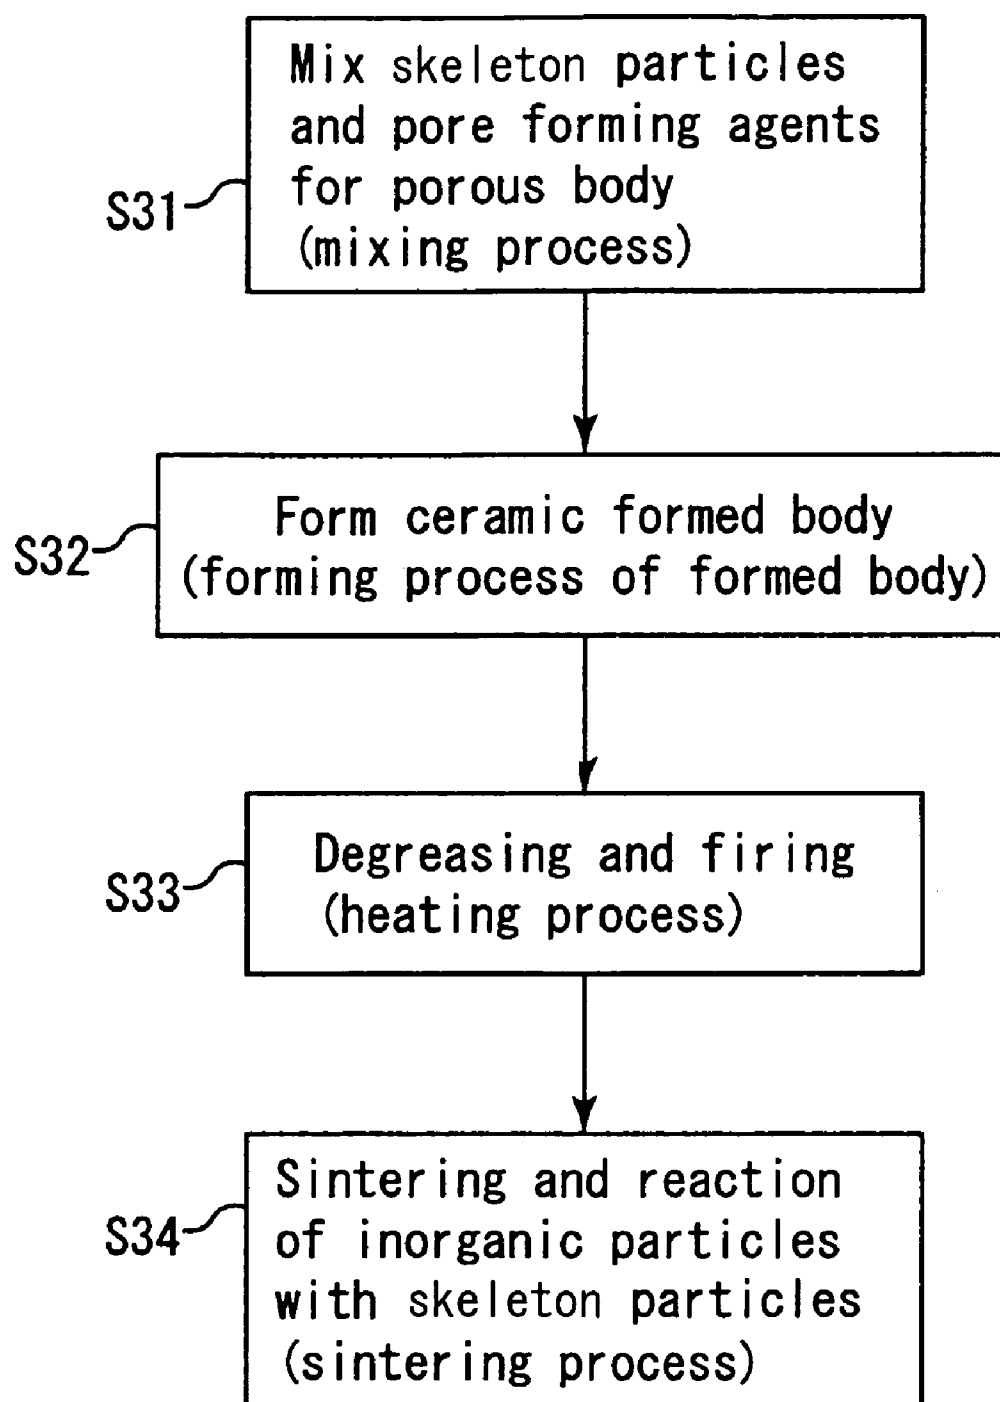 Mix skeleton particles
and pore forming agents
for porous body
(mixing process)
S31
Form ceramic formed body
(forming process of formed body)
S32
Degreasing and firing
(heating process)
S33
Sintering and reaction
of inorganic particles
with skeleton particles
(sintering process)
S34